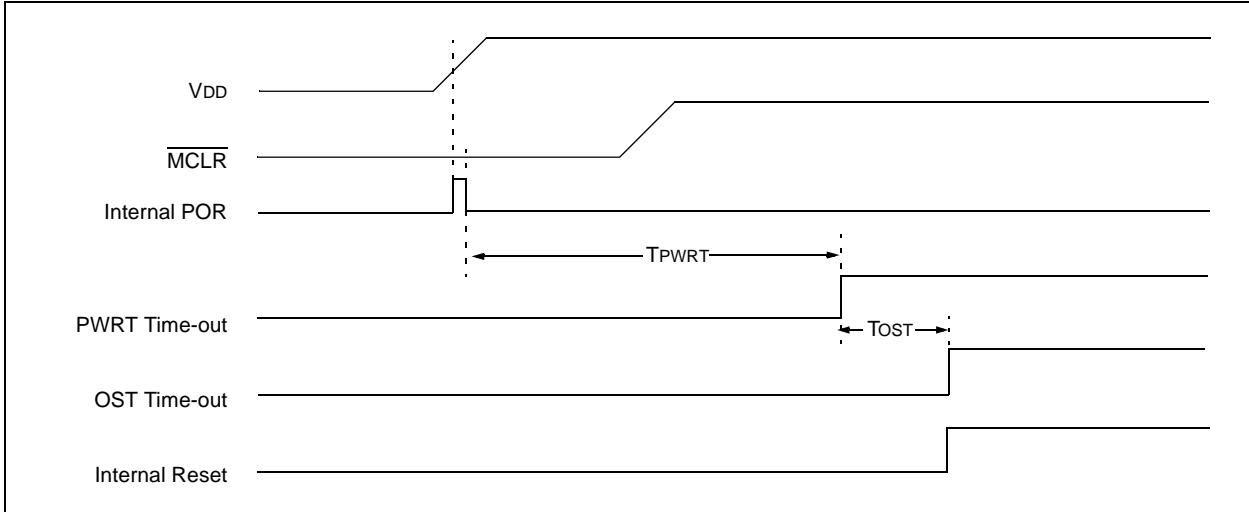 VDD
MCLR
Internal POR
TPWRT
PWRT Time-out
TOST
OST Time-out
Internal Reset